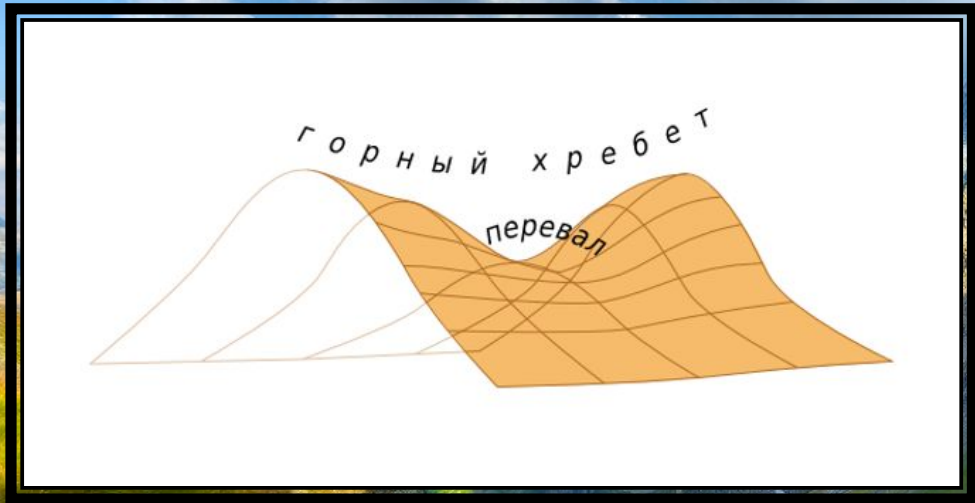 горный хребет
перевал